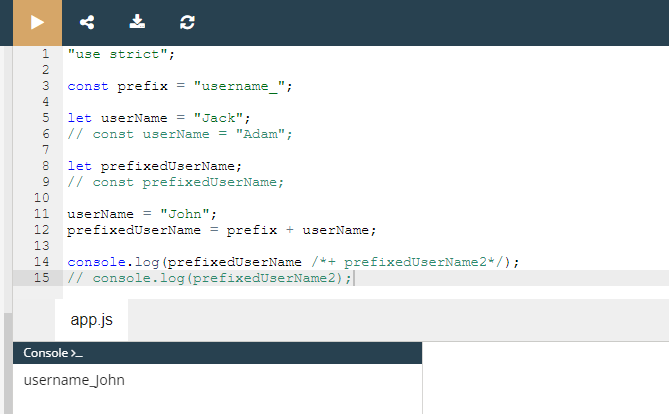 1 "use strict";
2
3 const prefix = "username_";
4
5 let userName = "Jack";
6 // const userName = "Adam";
7
8 let prefixedUserName;
9 // const prefixedUserName;
10
11 userName = "John";
12 prefixedUserName = prefix + userName;
13
14 console.log(prefixedUserName /*+ prefixedUserName2*/);
15 // console.log(prefixedUserName2);
app.js
Console >_
username_John